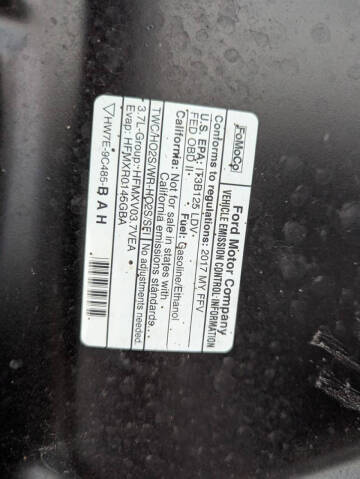 FoMoCo
Ford Motor Company
VEHICLE EMISSION CONTROL INFORMATION
Conforms to regulations: 2017 MY FFV
U.S. EPA: T3B125 LDV
FED OBD II Fuel: Gasoline/Ethanol
California: Not for sale in states with
California emissions standards.
TWC/HO2S/WR-HO2S/SFI No adjustments needed.
3.7L-Group: HFMXV03.7VEA
Evap: HFMXR0145GBA
HW7E-9C485-B A H